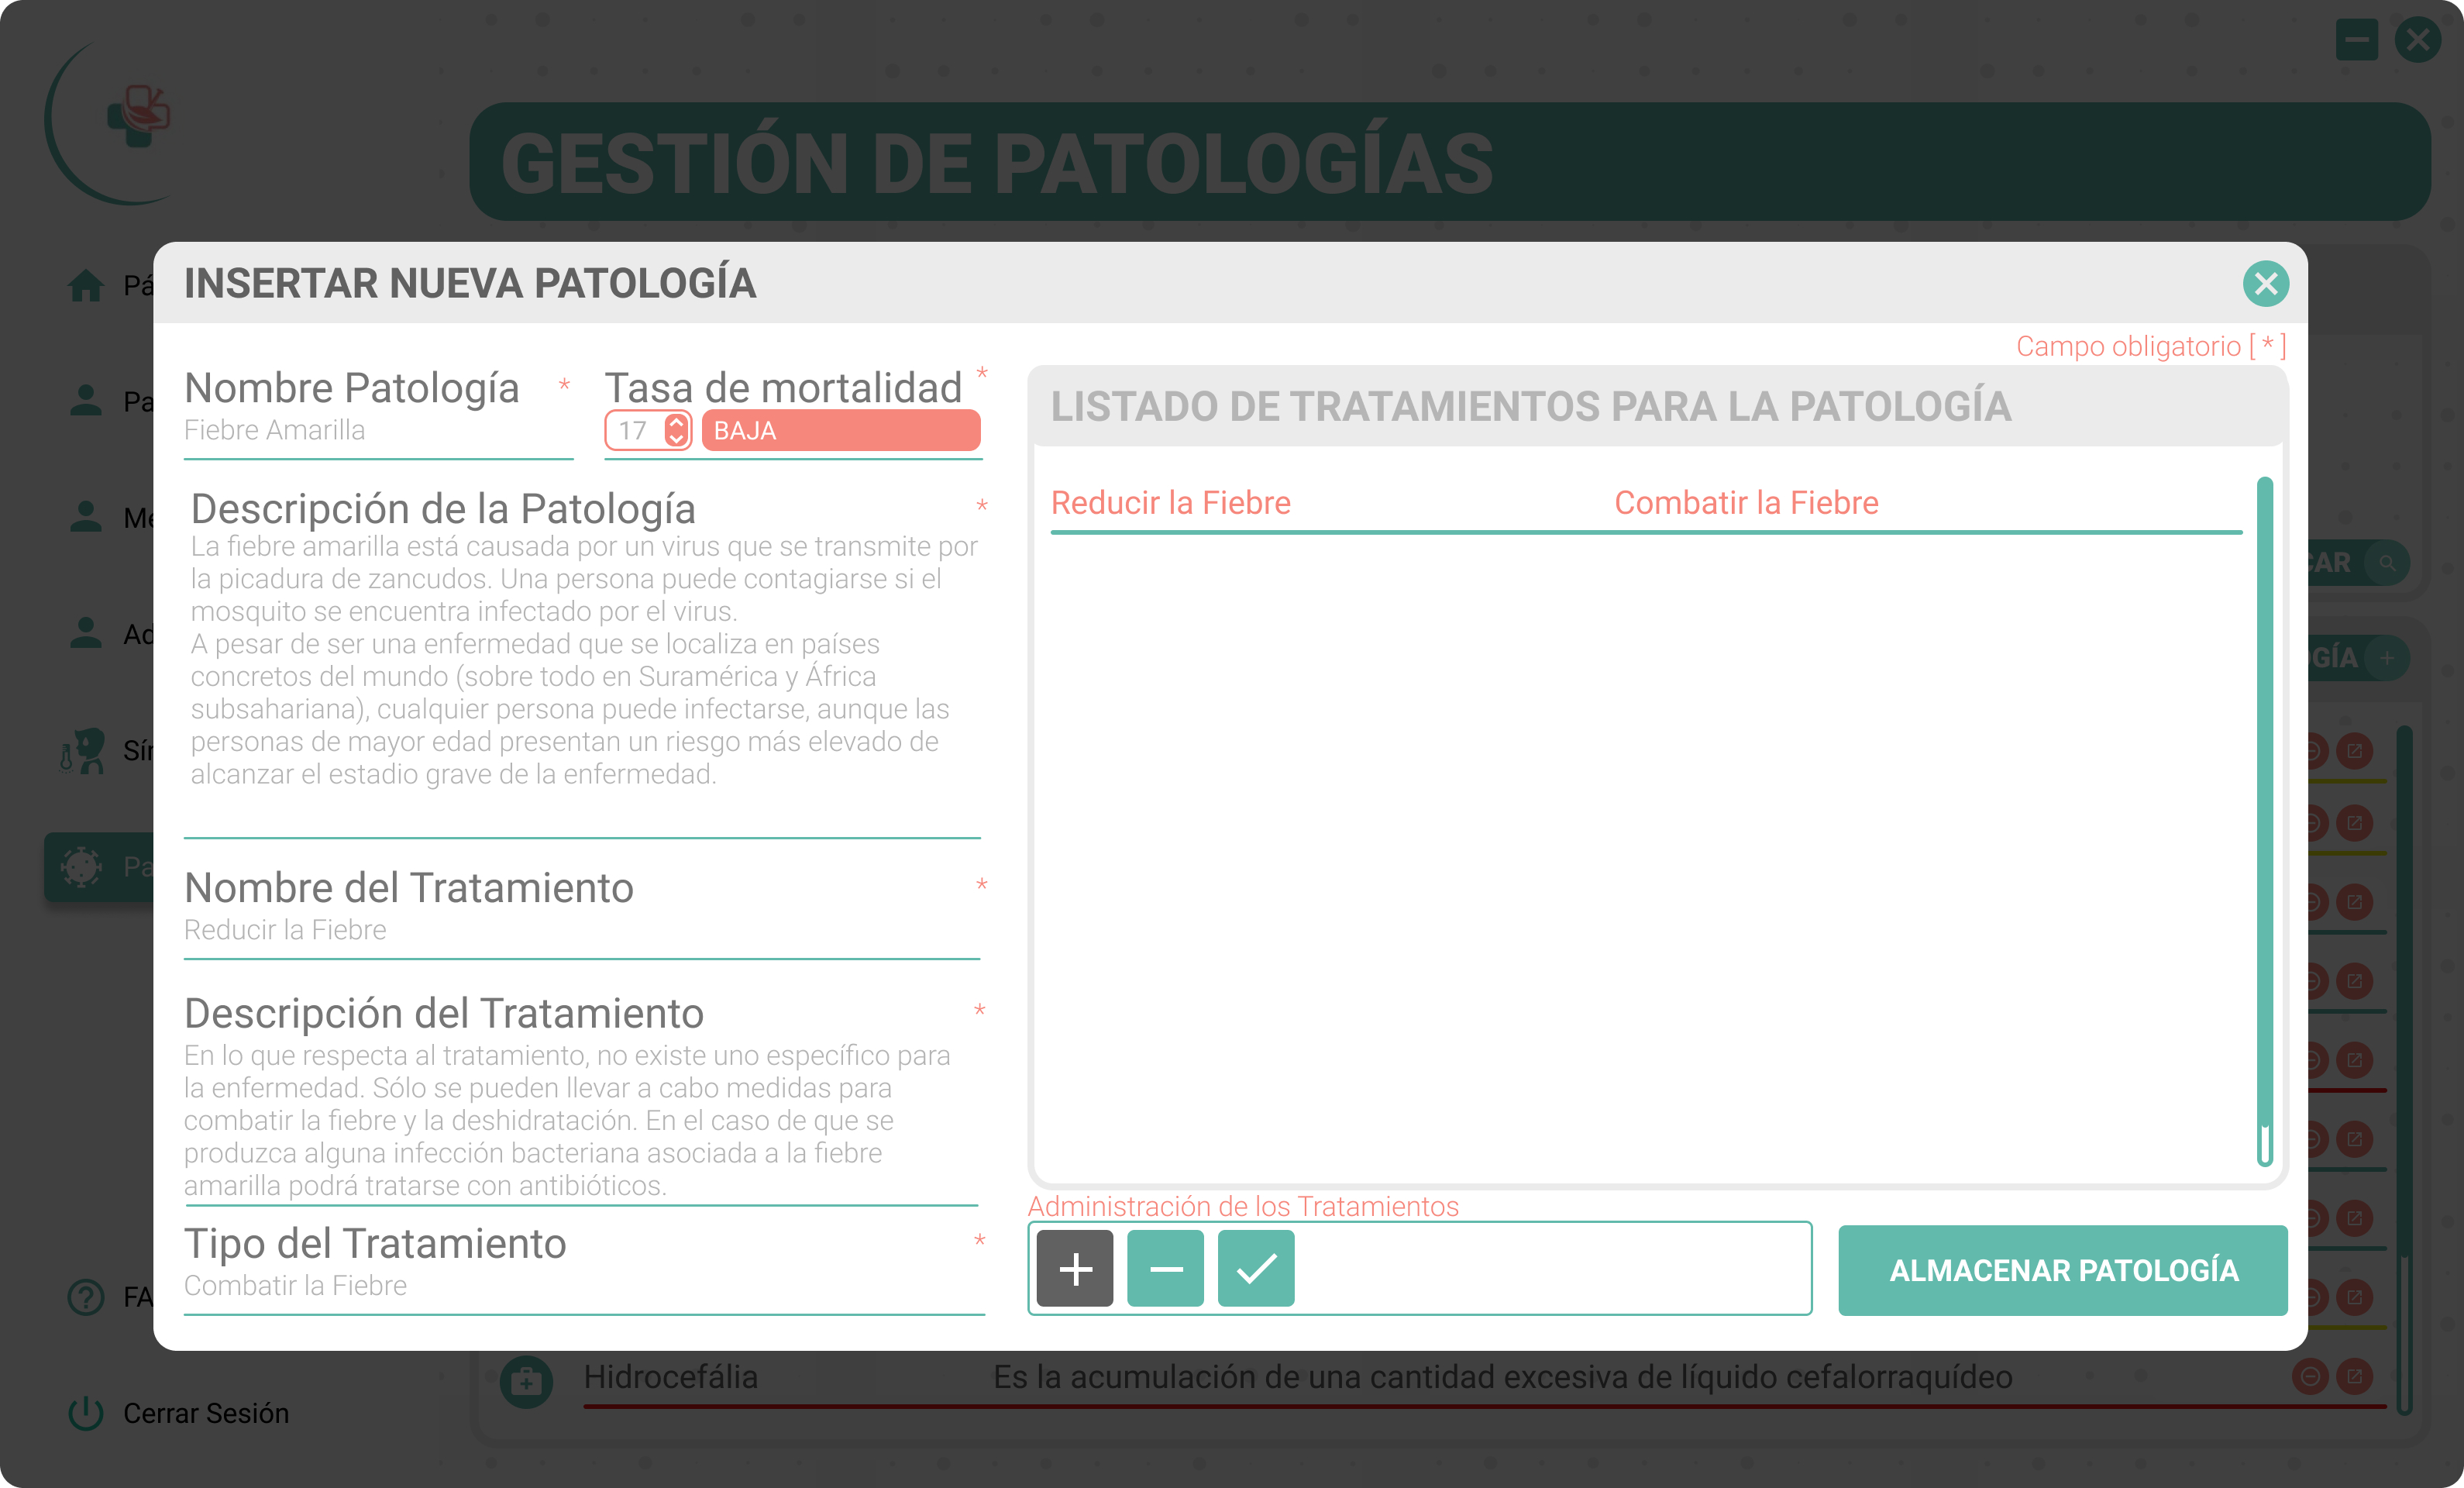 GESTIÓN DE PATOLOGÍAS
INSERTAR NUEVA PATOLOGÍA
Campo obligatorio [ * ]
Nombre Patología *
Fiebre Amarilla
Tasa de mortalidad *
17 BAJA
Descripción de la Patología *
La fiebre amarilla está causada por un virus que se transmite por
la picadura de zancudos. Una persona puede contagiarse si el
mosquito se encuentra infectado por el virus.
A pesar de ser una enfermedad que se localiza en países
concretos del mundo (sobre todo en Suramérica y África
subsahariana), cualquier persona puede infectarse, aunque las
personas de mayor edad presentan un riesgo más elevado de
alcanzar el estadio grave de la enfermedad.
Nombre del Tratamiento *
Reducir la Fiebre
Descripción del Tratamiento *
En lo que respecta al tratamiento, no existe uno específico para
la enfermedad. Sólo se pueden llevar a cabo medidas para
combatir la fiebre y la deshidratación. En el caso de que se
produzca alguna infección bacteriana asociada a la fiebre
amarilla podrá tratarse con antibióticos.
Tipo del Tratamiento *
Combatir la Fiebre
LISTADO DE TRATAMIENTOS PARA LA PATOLOGÍA
Reducir la Fiebre Combatir la Fiebre
Administración de los Tratamientos
ALMACENAR PATOLOGÍA
Hidrocefália Es la acumulación de una cantidad excesiva de líquido cefalorraquídeo
Cerrar Sesión